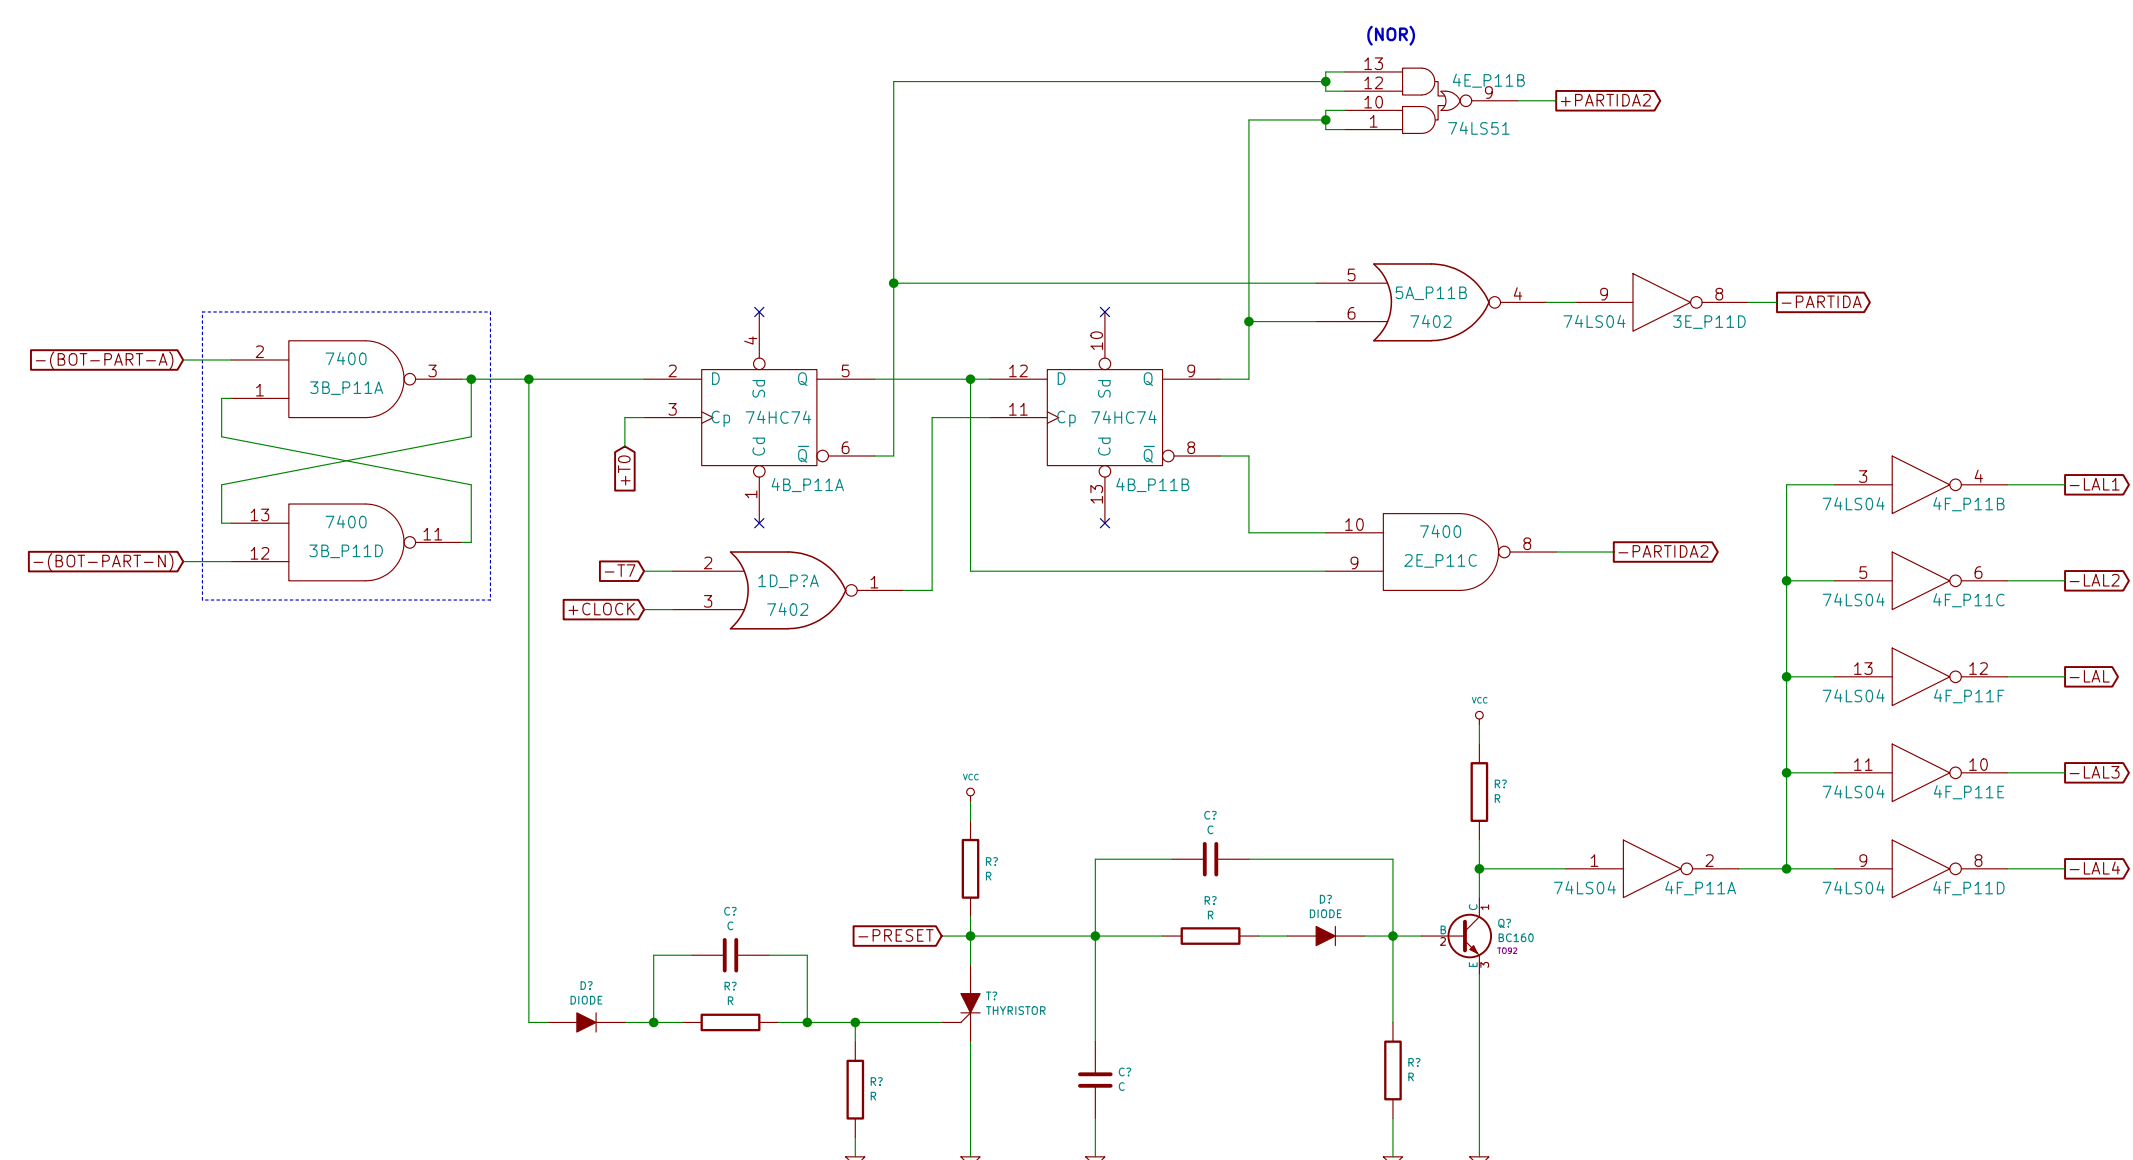 (NOR)
13
12
10
1
4E_P11B
9
74LS51
+PARTIDA2
5
6
5A_P11B
7402
4
9
74LS04
8
3E_P11D
-PARTIDA
-(BOT-PART-A)
2
1
7400
3B_P11A
3
-(BOT-PART-N)
13
12
7400
3B_P11D
11
+T0
2
3
4
D
Sd
Q
Cp
74HC74
Cd
Q
5
6
1
4B_P11A
12
11
10
D
Sd
Q
Cp
74HC74
Cd
Q
9
8
13
4B_P11B
-T7
+CLOCK
2
3
1D_P?A
7402
1
10
9
7400
2E_P11C
8
-PARTIDA2
3
74LS04
4
4F_P11B
-LAL1
5
74LS04
6
4F_P11C
-LAL2
13
74LS04
12
4F_P11F
-LAL
11
74LS04
10
4F_P11E
-LAL3
9
74LS04
8
4F_P11D
-LAL4
1
74LS04
2
4F_P11A
VCC
R?
R
VCC
R?
R
-PRESET
C?
C
R?
R
D?
DIODE
C
1
B
2
E
3
Q?
BC160
TO92
C?
C
D?
DIODE
R?
R
T?
THYRISTOR
R?
R
C?
C
R?
R